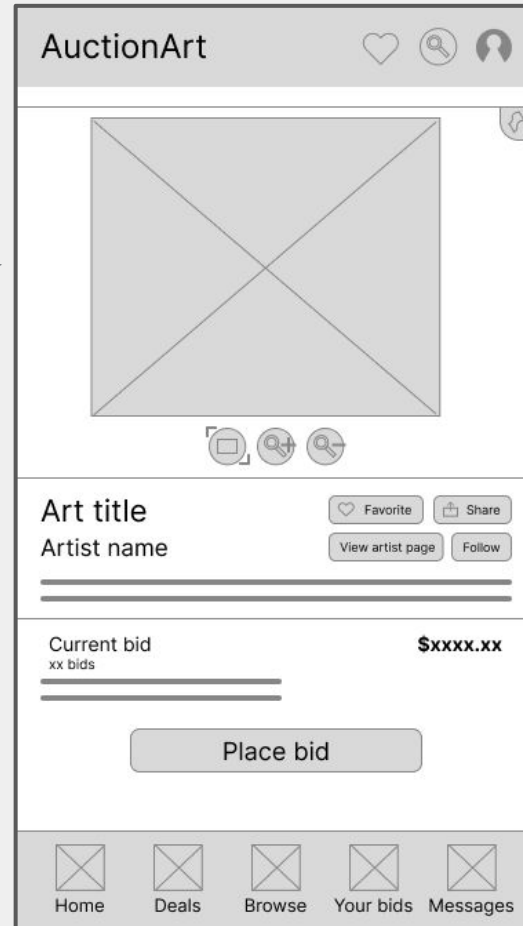 AuctionArt
Art title
Favorite
Share
Artist name
View artist page
Follow
Current bid
$xxxx.xx
xx bids
Place bid
Home
Deals
Browse
Your bids
Messages